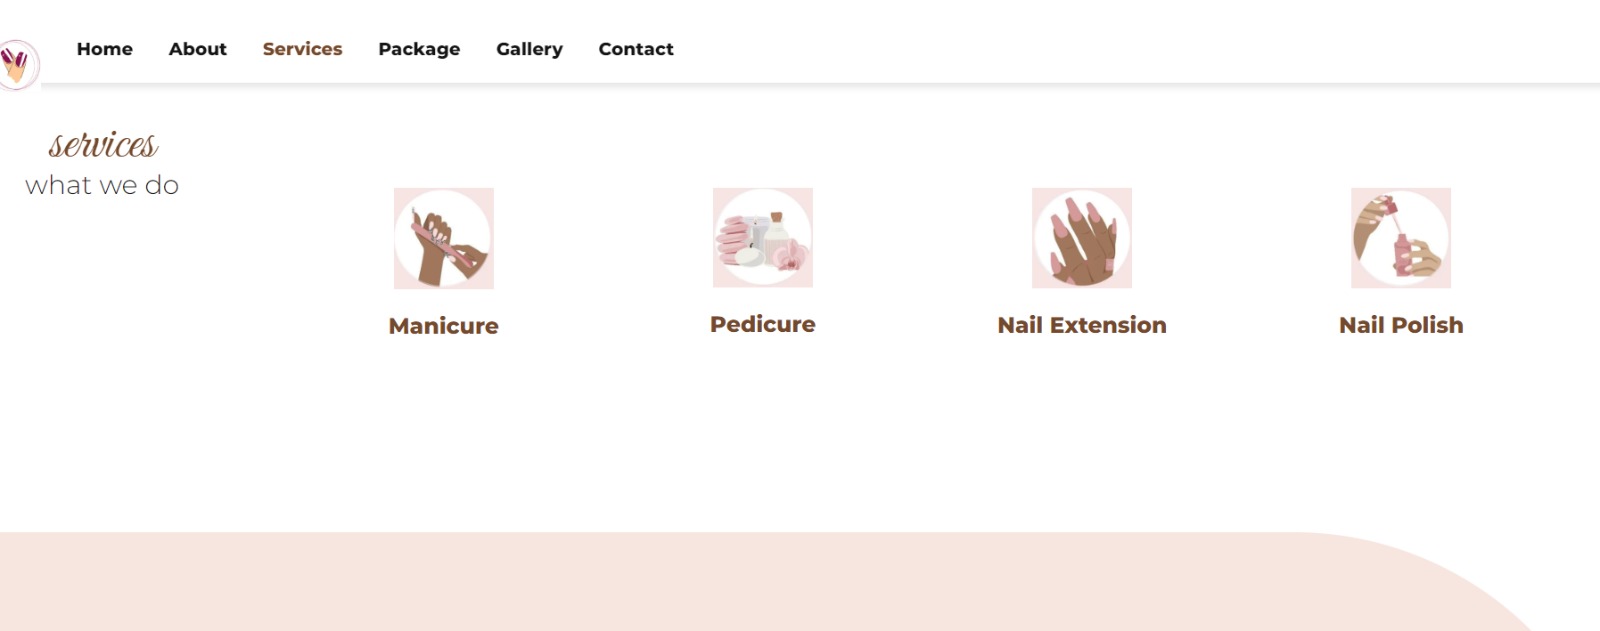 Home About Services Package Gallery Contact
services
what we do
Manicure Pedicure Nail Extension Nail Polish